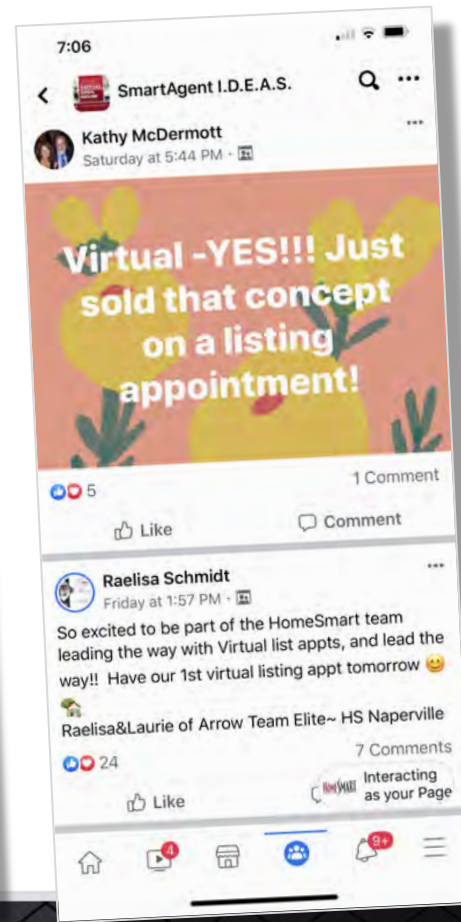 7:06
SmartAgent I.D.E.A.S.
Kathy McDermott
Saturday at 5:44 PM ·
Virtual -YES!!! Just
sold that concept
on a listing
appointment!
5
1 Comment
Like
Comment
Raelisa Schmidt
Friday at 1:57 PM ·
So excited to be part of the HomeSmart team
leading the way with Virtual list appts, and lead the
way!! Have our 1st virtual listing appt tomorrow 😀
🏡
Raelisa&Laurie of Arrow Team Elite~ HS Naperville
24
7 Comments
Like
HomeSmart
Interacting
as your Page
4
9+